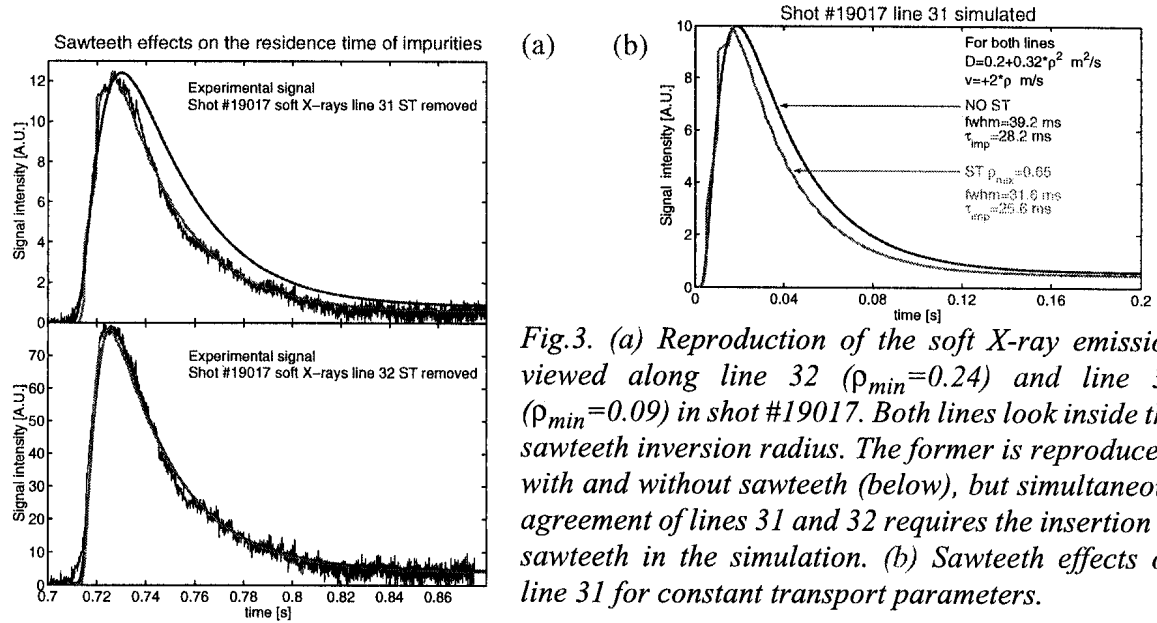 Sawteeth effects on the residence time of impurities
(a)
12
10
8
6
4
2
0
Signal intensity [A.U.]
Experimental signal
Shot #19017 soft X-rays line 31 ST removed
70
60
50
40
30
20
10
0
Signal intensity [A.U.]
Experimental signal
Shot #19017 soft X-rays line 32 ST removed
0.7 0.72 0.74 0.76 0.78 0.8 0.82 0.84 0.86
time [s]
(b)
Shot #19017 line 31 simulated
10
8
6
4
2
0
Signal intensity [A.U.]
For both lines
D=0.2+0.32*ρ² m²/s
v=+2*ρ m/s
NO ST
fwhm=39.2 ms
τimp=28.2 ms
ST ρmix=0.65
fwhm=31.6 ms
τimp=25.6 ms
0 0.04 0.08 0.12 0.16 0.2
time [s]
Fig.3. (a) Reproduction of the soft X-ray emissio
viewed along line 32 (ρmin=0.24) and line 3
(ρmin=0.09) in shot #19017. Both lines look inside th
sawteeth inversion radius. The former is reproduce
with and without sawteeth (below), but simultaneou
agreement of lines 31 and 32 requires the insertion
sawteeth in the simulation. (b) Sawteeth effects o
line 31 for constant transport parameters.